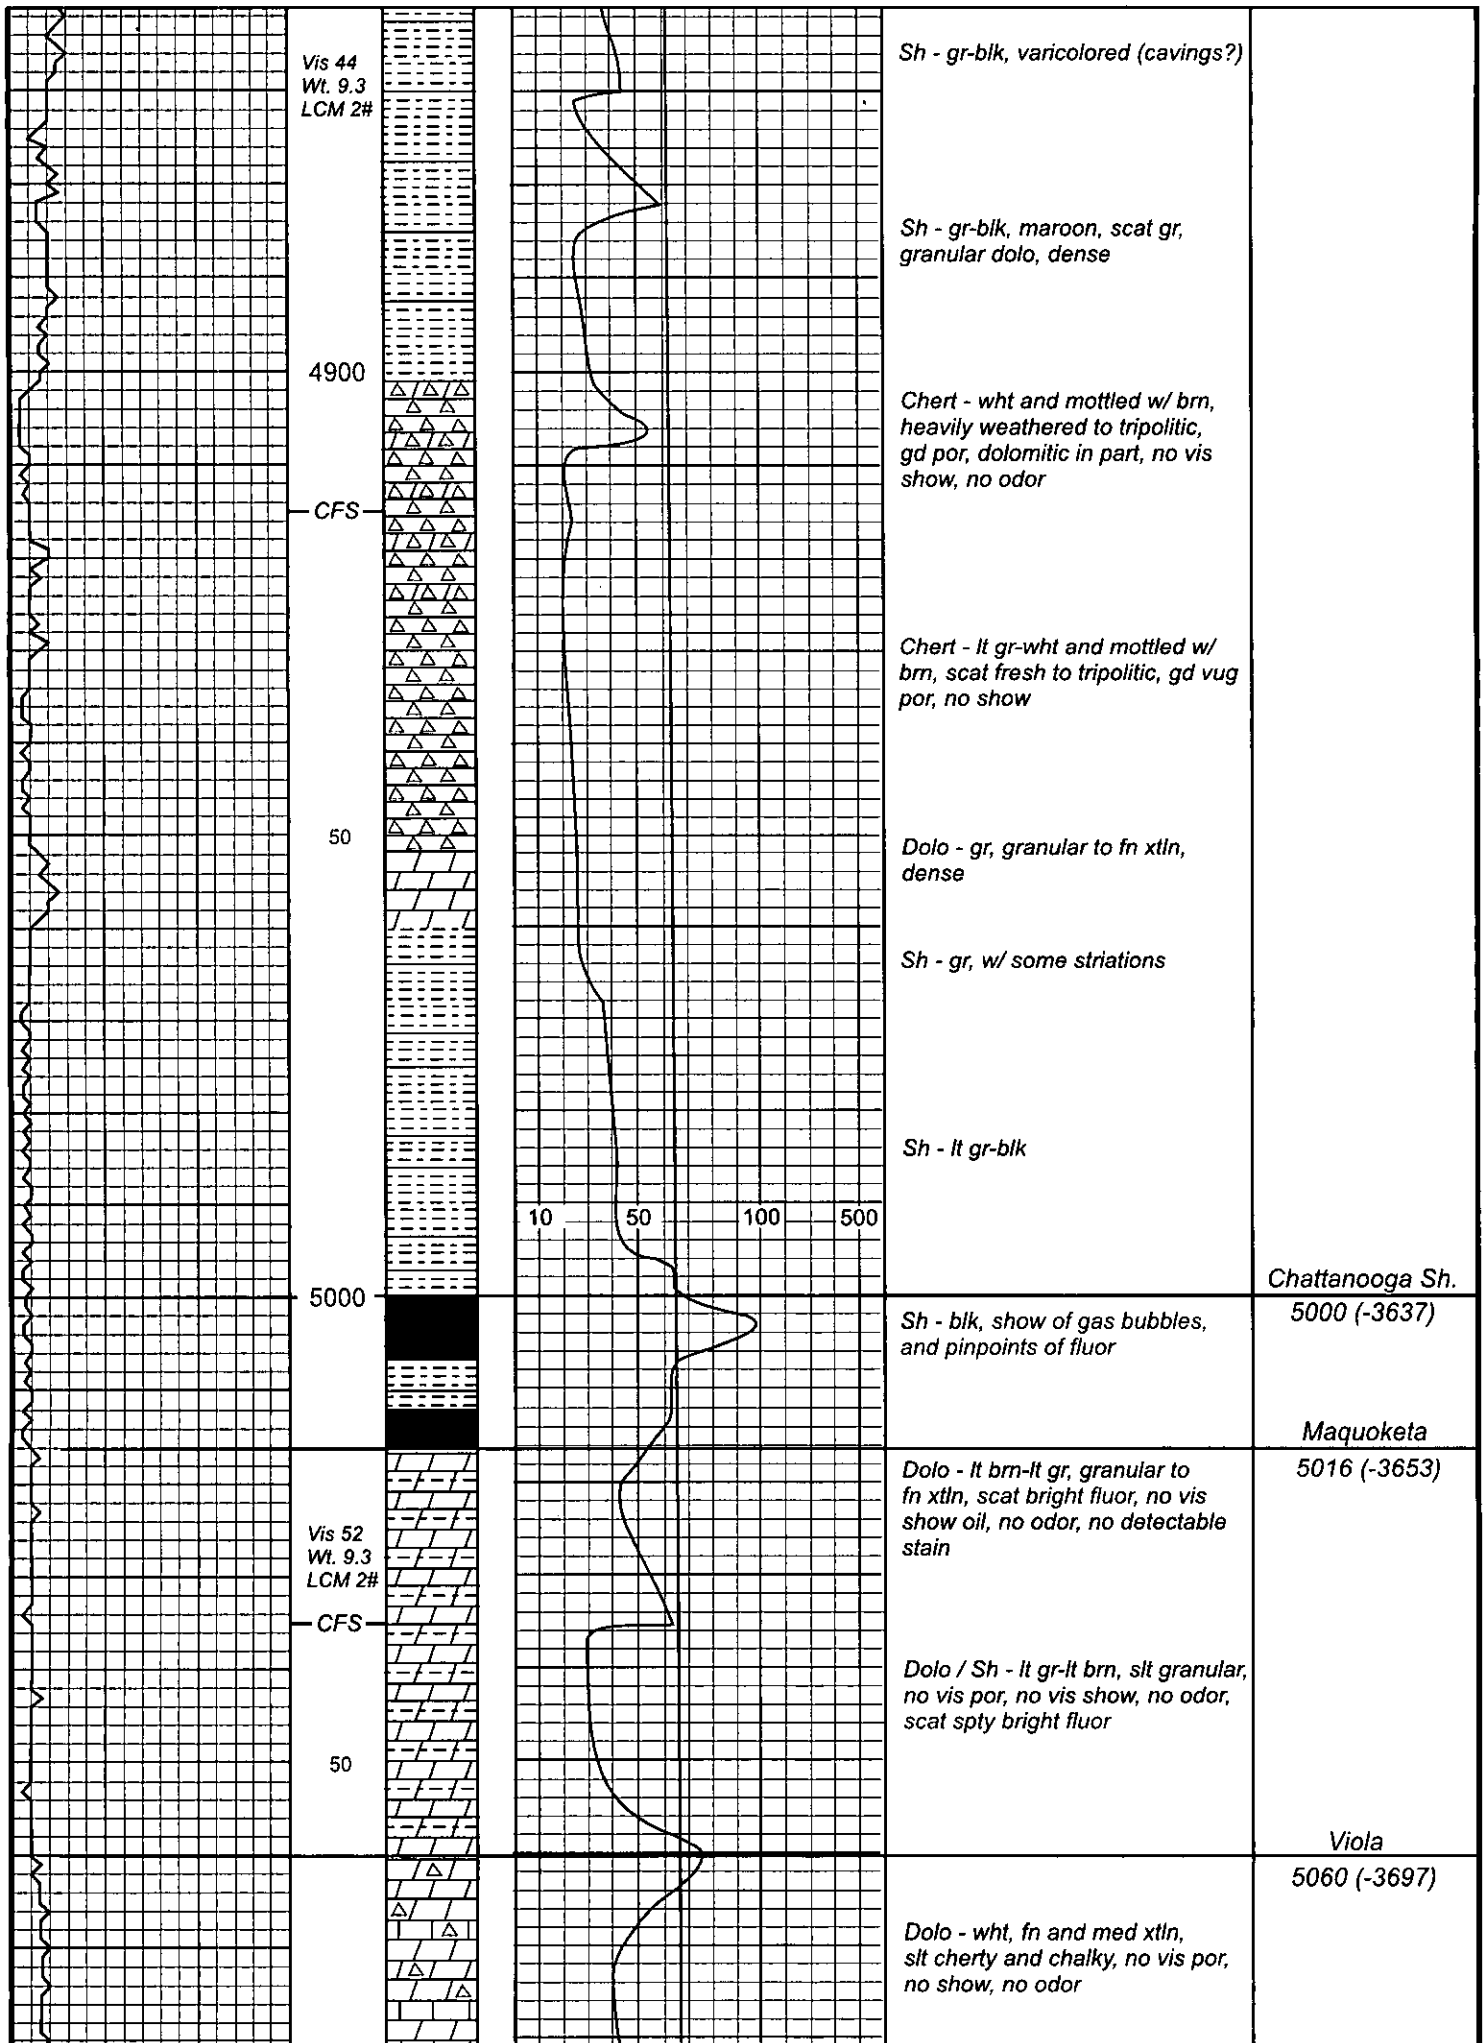 Vis 44
Wt. 9.3
LCM 2#
Sh - gr-blk, varicolored (cavings?)
Sh - gr-blk, maroon, scat gr,
granular dolo, dense
4900
Chert - wht and mottled w/ brn,
heavily weathered to tripolitic,
gd por, dolomitic in part, no vis
show, no odor
CFS
Chert - lt gr-wht and mottled w/
brn, scat fresh to tripolitic, gd vug
por, no show
50
Dolo - gr, granular to fn xtln,
dense
Sh - gr, w/ some striations
Sh - lt gr-blk
10 50 100 500
Chattanooga Sh.
5000
5000 (-3637)
Sh - blk, show of gas bubbles,
and pinpoints of fluor
Maquoketa
5016 (-3653)
Dolo - lt brn-lt gr, granular to
fn xtln, scat bright fluor, no vis
show oil, no odor, no detectable
stain
Vis 52
Wt. 9.3
LCM 2#
CFS
Dolo / Sh - lt gr-lt brn, slt granular,
no vis por, no vis show, no odor,
scat spty bright fluor
50
Viola
5060 (-3697)
Dolo - wht, fn and med xtln,
slt cherty and chalky, no vis por,
no show, no odor